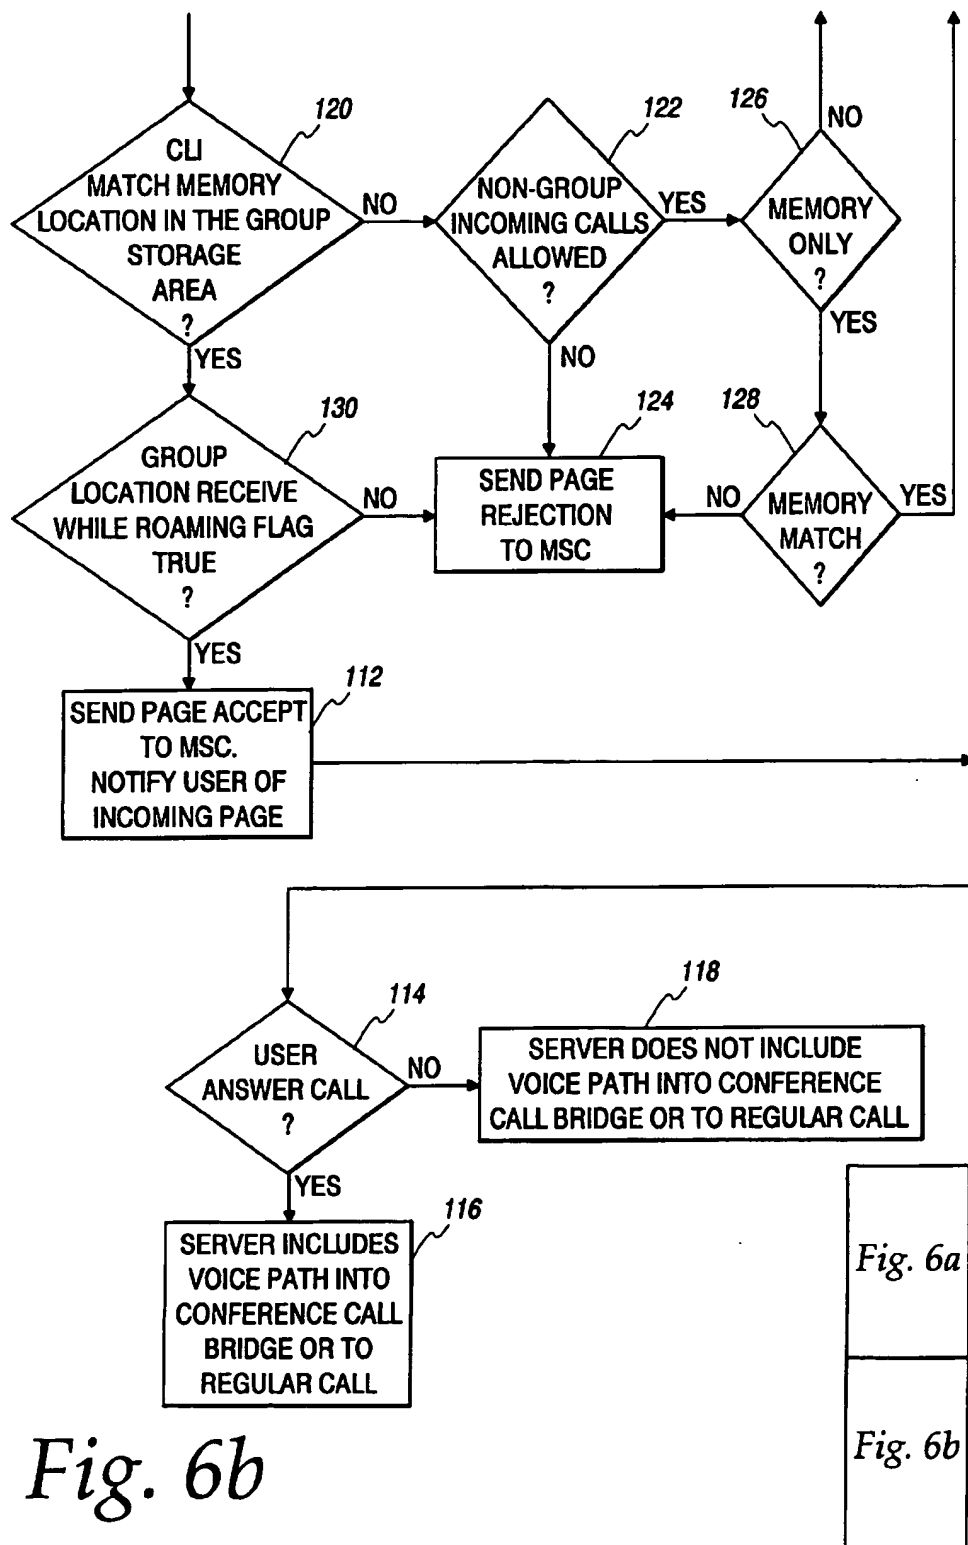 120
CLI
MATCH MEMORY
LOCATION IN THE GROUP
STORAGE
AREA
?
NO
YES
122
NON-GROUP
INCOMING CALLS
ALLOWED
?
YES
NO
126
NO
MEMORY
ONLY
?
YES
130
GROUP
LOCATION RECEIVE
WHILE ROAMING FLAG
TRUE
?
NO
YES
124
SEND PAGE
REJECTION
TO MSC
128
NO
MEMORY
MATCH
?
YES
112
SEND PAGE ACCEPT
TO MSC.
NOTIFY USER OF
INCOMING PAGE
114
USER
ANSWER CALL
?
NO
YES
118
SERVER DOES NOT INCLUDE
VOICE PATH INTO CONFERENCE
CALL BRIDGE OR TO REGULAR CALL
116
SERVER INCLUDES
VOICE PATH INTO
CONFERENCE CALL
BRIDGE OR TO
REGULAR CALL
Fig. 6a
Fig. 6b
Fig. 6b